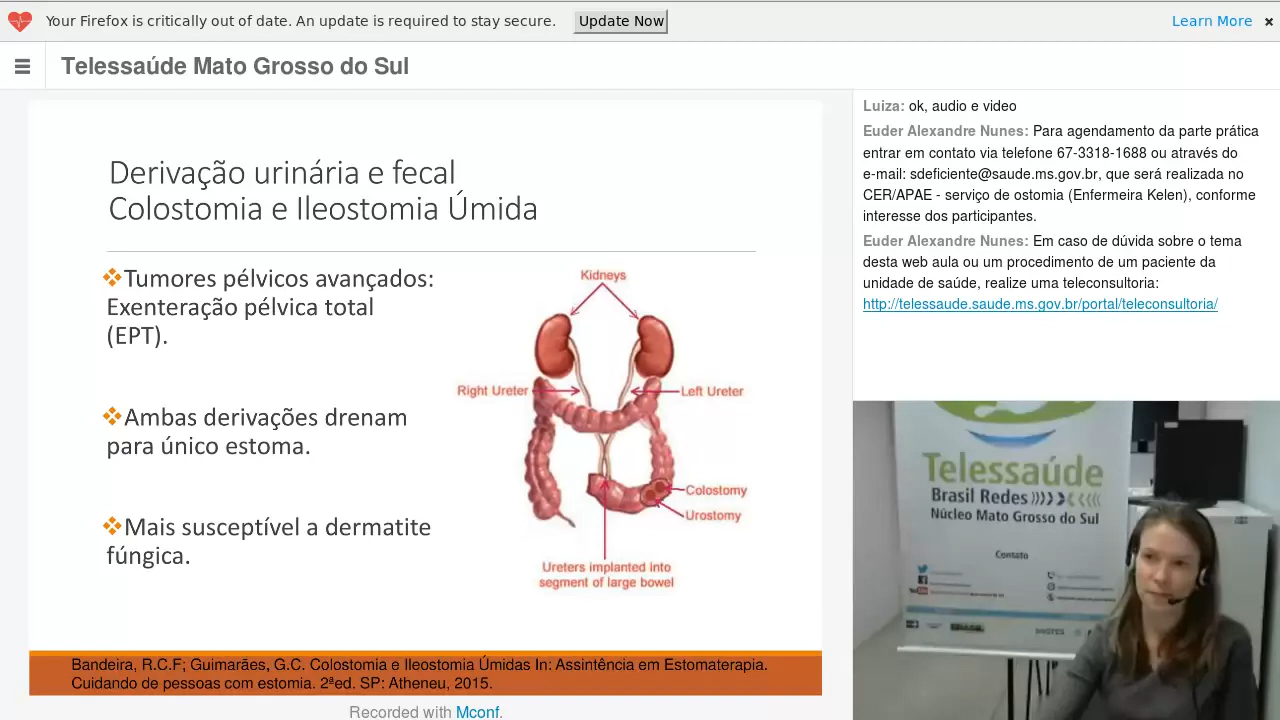 Your Firefox is critically out of date. An update is required to stay secure.
Update Now
Learn More
Telessaúde Mato Grosso do Sul
Derivação urinária e fecal
Colostomia e Ileostomia Úmida
Tumores pélvicos avançados:
Exenteração pélvica total
(EPT).
Ambas derivações drenam
para único estoma.
Mais susceptível a dermatite
fúngica.
Kidneys
Right Ureter
Left Ureter
Colostomy
Urostomy
Ureters implanted into
segment of large bowel
Bandeira, R.C.F; Guimarães, G.C. Colostomia e Ileostomia Úmidas In: Assintência em Estomaterapia.
Cuidando de pessoas com estomia. 2ªed. SP: Atheneu, 2015.
Recorded with Mconf.
Luiza: ok, audio e video
Euder Alexandre Nunes: Para agendamento da parte prática
entrar em contato via telefone 67-3318-1688 ou através do
e-mail: sdeficiente@saude.ms.gov.br, que será realizada no
CER/APAE - serviço de ostomia (Enfermeira Kelen), conforme
interesse dos participantes.
Euder Alexandre Nunes: Em caso de dúvida sobre o tema
desta web aula ou um procedimento de um paciente da
unidade de saúde, realize uma teleconsultoria:
http://telessaude.saude.ms.gov.br/portal/teleconsultoria/
Telessaúde
Brasil Redes
Núcleo Mato Grosso do Sul
Contato